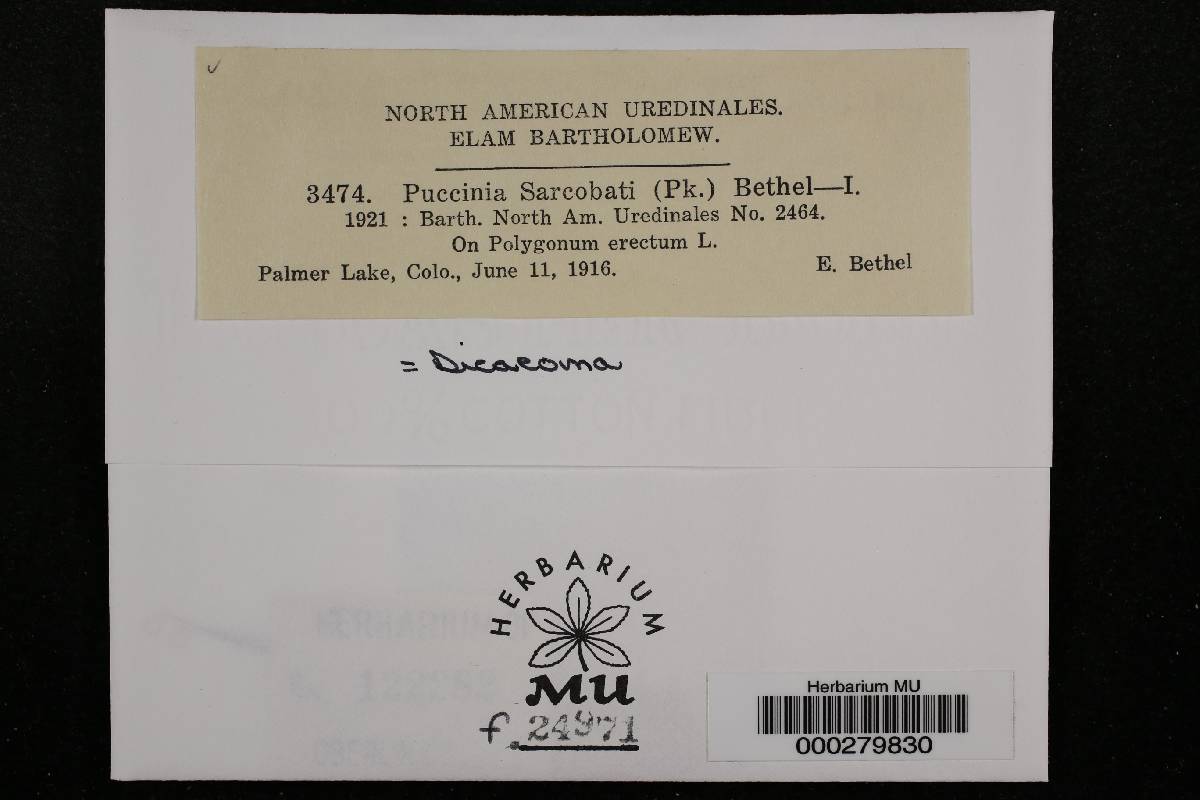 NORTH AMERICAN UREDINALES.
ELAM BARTHOLOMEW.
3474. Puccinia Sarcobati (Pk.) Bethel—I.
1921 : Barth. North Am. Uredinales No. 2464.
On Polygonum erectum L.
Palmer Lake, Colo., June 11, 1916. E. Bethel
= Dicaeoma
HERBARIUM
MU
f. 24971
Herbarium MU
000279830